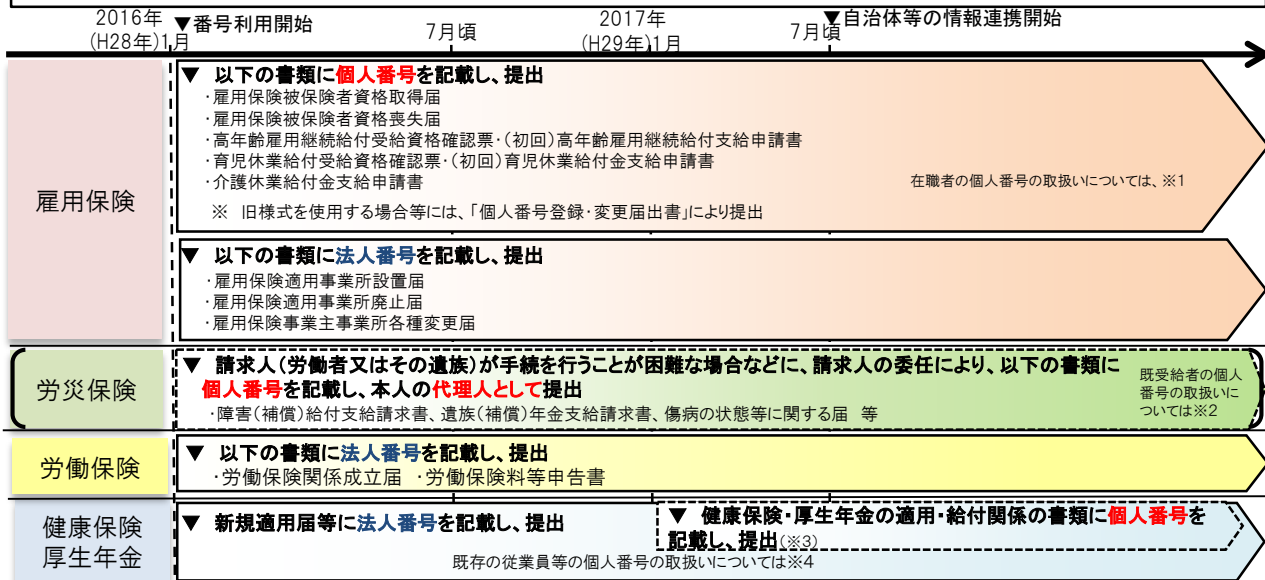 2016年
(H28年)1月
▼番号利用開始
7月頃
2017年
(H29年)1月
7月頃
▼自治体等の情報連携開始
雇用保険
▼ 以下の書類に個人番号を記載し、提出
・雇用保険被保険者資格取得届
・雇用保険被保険者資格喪失届
・高年齢雇用継続給付受給資格確認票・(初回)高年齢雇用継続給付支給申請書
・育児休業給付受給資格確認票・(初回)育児休業給付金支給申請書
・介護休業給付金支給申請書
在職者の個人番号の取扱いについては、※1
※ 旧様式を使用する場合等には、「個人番号登録・変更届出書」により提出
▼ 以下の書類に法人番号を記載し、提出
・雇用保険適用事業所設置届
・雇用保険適用事業所廃止届
・雇用保険事業主事業所各種変更届
労災保険
▼ 請求人(労働者又はその遺族)が手続を行うことが困難な場合などに、請求人の委任により、以下の書類に
個人番号を記載し、本人の代理人として提出
・障害(補償)給付支給請求書、遺族(補償)年金支給請求書、傷病の状態等に関する届 等
既受給者の個人
番号の取扱いに
ついては※2
労働保険
▼ 以下の書類に法人番号を記載し、提出
・労働保険関係成立届 ・労働保険料等申告書
健康保険
厚生年金
▼ 新規適用届等に法人番号を記載し、提出
▼ 健康保険・厚生年金の適用・給付関係の書類に個人番号を
記載し、提出(※3)
既存の従業員等の個人番号の取扱いについては※4